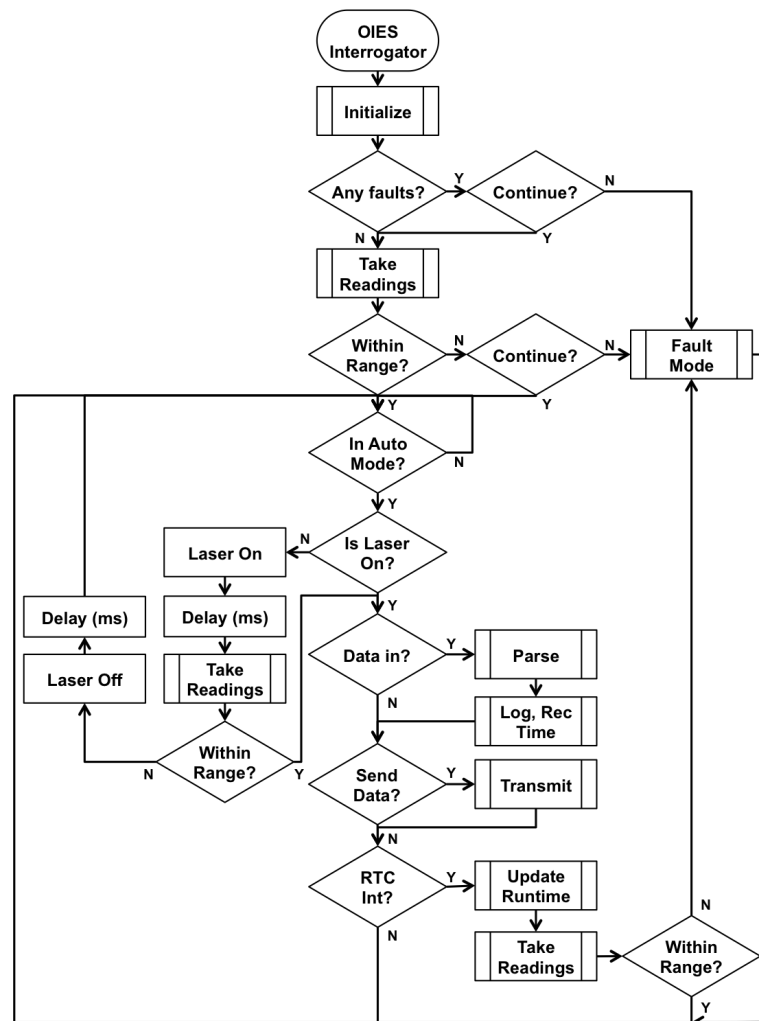 OIES
Interrogator
Initialize
Any faults?
Y
Continue?
N
N
Y
Take
Readings
Within
Range?
N
Continue?
N
Fault
Mode
Y
Y
In Auto
Mode?
N
Y
Laser On
N
Is Laser
On?
Delay (ms)
Delay (ms)
Y
Data in?
Y
Parse
Laser Off
Take
Readings
N
Log, Rec
Time
Within
Range?
N
Y
Send
Data?
Y
Transmit
N
RTC
Int?
Y
Update
Runtime
N
N
Take
Readings
Within
Range?
Y